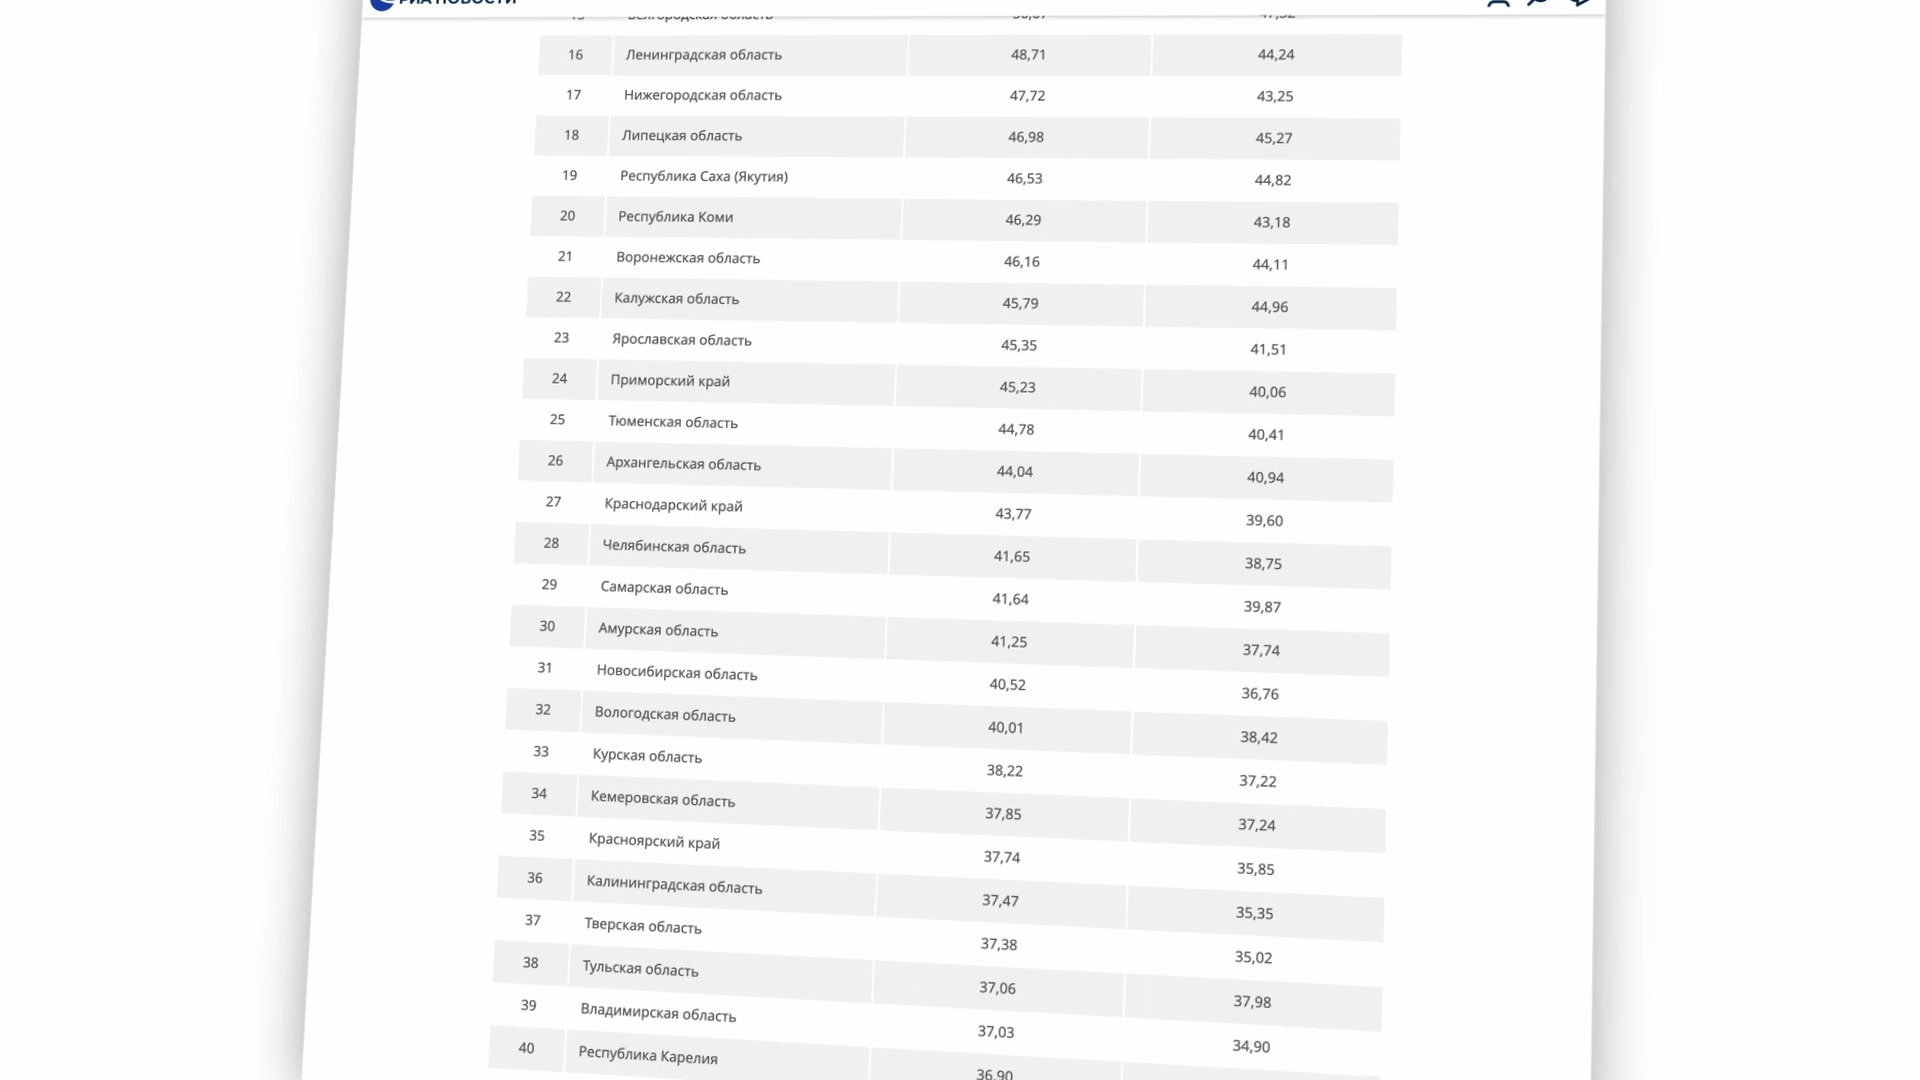 РИА НОВОСТИ
15 Белгородская область 47,52
16 Ленинградская область 48,71 44,24
17 Нижегородская область 47,72 43,25
18 Липецкая область 46,98 45,27
19 Республика Саха (Якутия) 46,53 44,82
20 Республика Коми 46,29 43,18
21 Воронежская область 46,16 44,11
22 Калужская область 45,79 44,96
23 Ярославская область 45,35 41,51
24 Приморский край 45,23 40,06
25 Тюменская область 44,78 40,41
26 Архангельская область 44,04 40,94
27 Краснодарский край 43,77 39,60
28 Челябинская область 41,65 38,75
29 Самарская область 41,64 39,87
30 Амурская область 41,25 37,74
31 Новосибирская область 40,52 36,76
32 Вологодская область 40,01 38,42
33 Курская область 38,22 37,22
34 Кемеровская область 37,85 37,24
35 Красноярский край 37,74 35,85
36 Калининградская область 37,47 35,35
37 Тверская область 37,38 35,02
38 Тульская область 37,06 37,98
39 Владимирская область 37,03 34,90
40 Республика Карелия 36,90